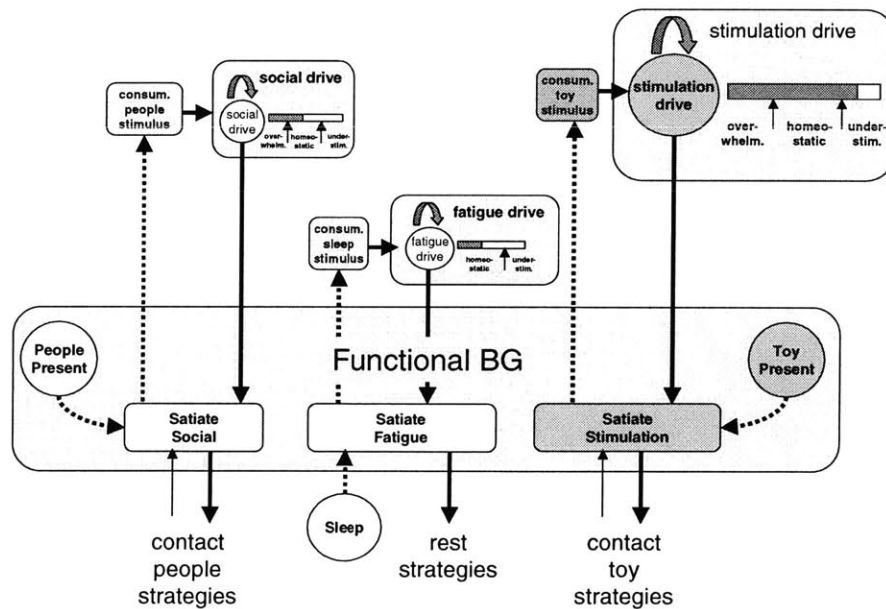 stimulation drive
social drive
consum.
people
stimulus
social
drive
over-
whelm.
homeo-
static
under-
stim.
consum.
toy
stimulus
stimulation
drive
over-
whelm.
homeo-
static
under-
stim.
fatigue drive
consum.
sleep
stimulus
fatigue
drive
homeo-
static
under-
stim.
People
Present
Functional BG
Toy
Present
Satiate
Social
Satiate
Fatigue
Satiate
Stimulation
Sleep
contact
people
strategies
rest
strategies
contact
toy
strategies